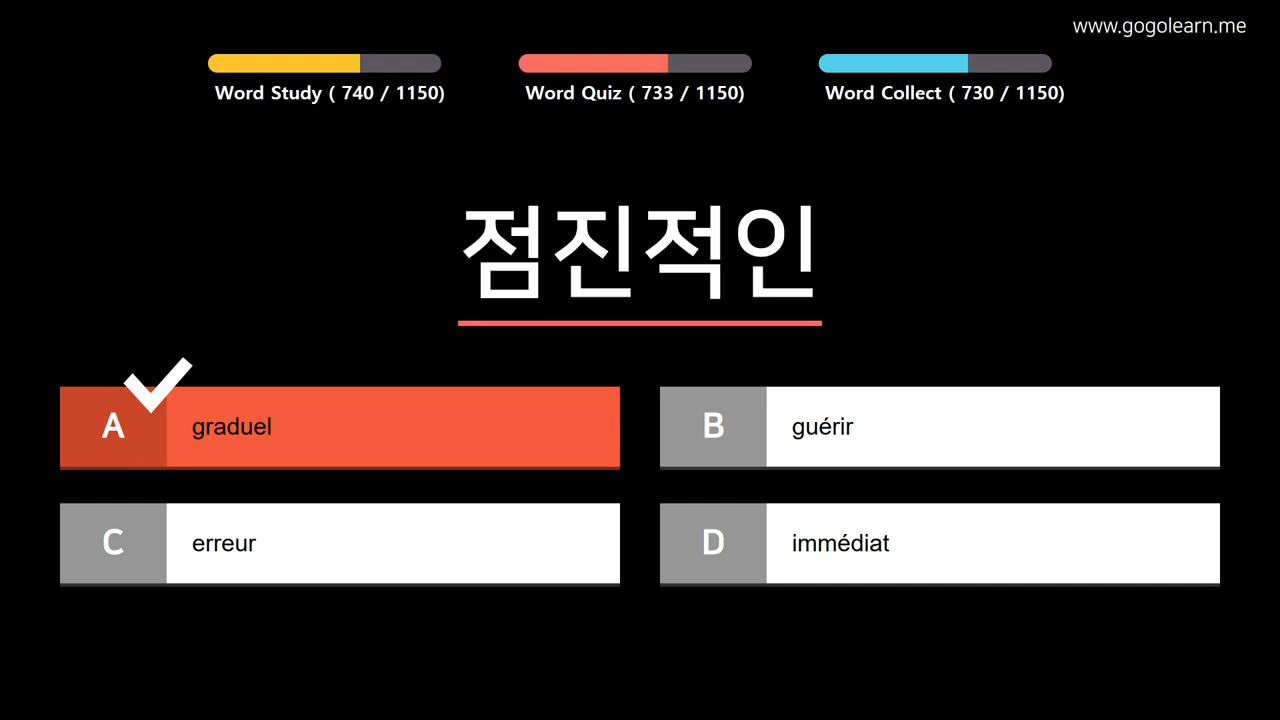 www.gogolearn.me
Word Study ( 740 / 1150)
Word Quiz ( 733 / 1150)
Word Collect ( 730 / 1150)
점진적인
A graduel
B guérir
C erreur
D immédiat